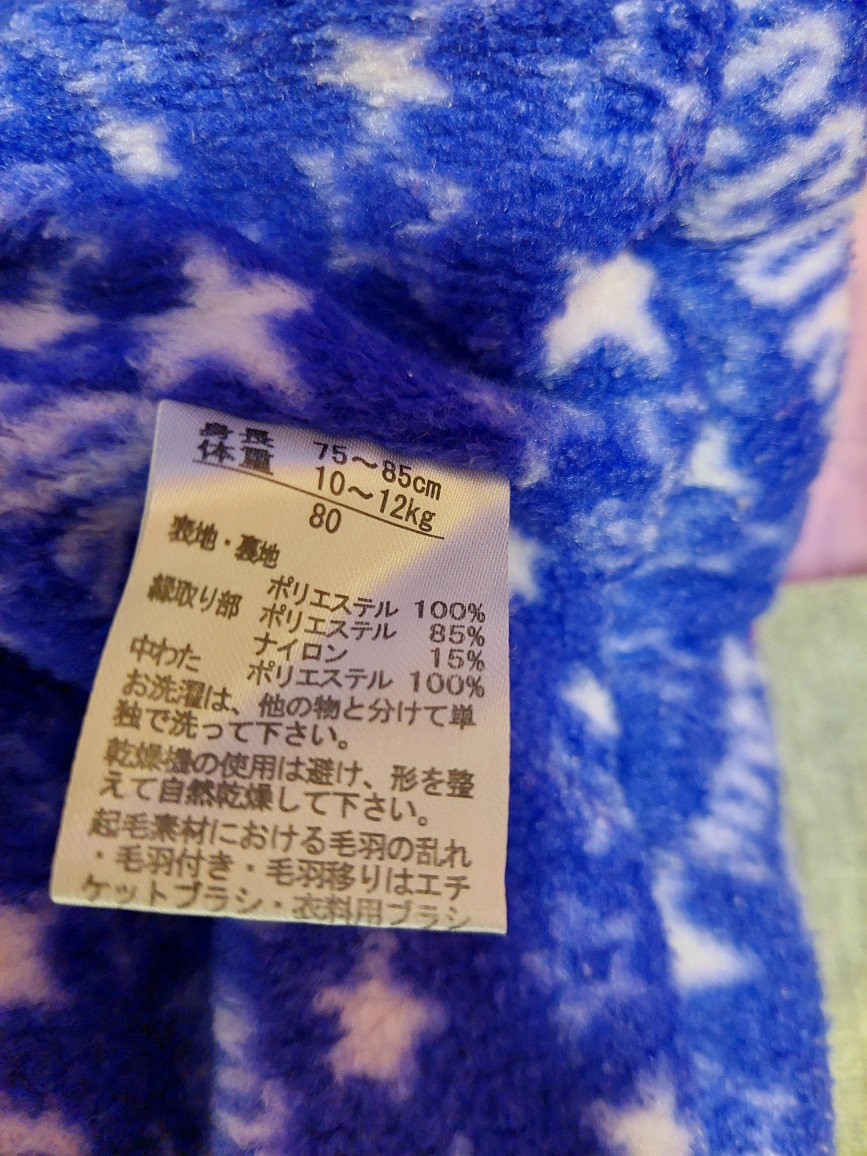 身長 75～85cm
体重 10～12kg
80
表地・裏地
ポリエステル 100%
縁取り部 ポリエステル 85%
ナイロン 15%
中わた ポリエステル 100%
お洗濯は、他の物と分けて単
独で洗って下さい。
乾燥機の使用は避け、形を整
えて自然乾燥して下さい。
起毛素材における毛羽の乱れ
・毛羽付き・毛羽移りはエチ
ケットブラシ・衣料用ブラシ